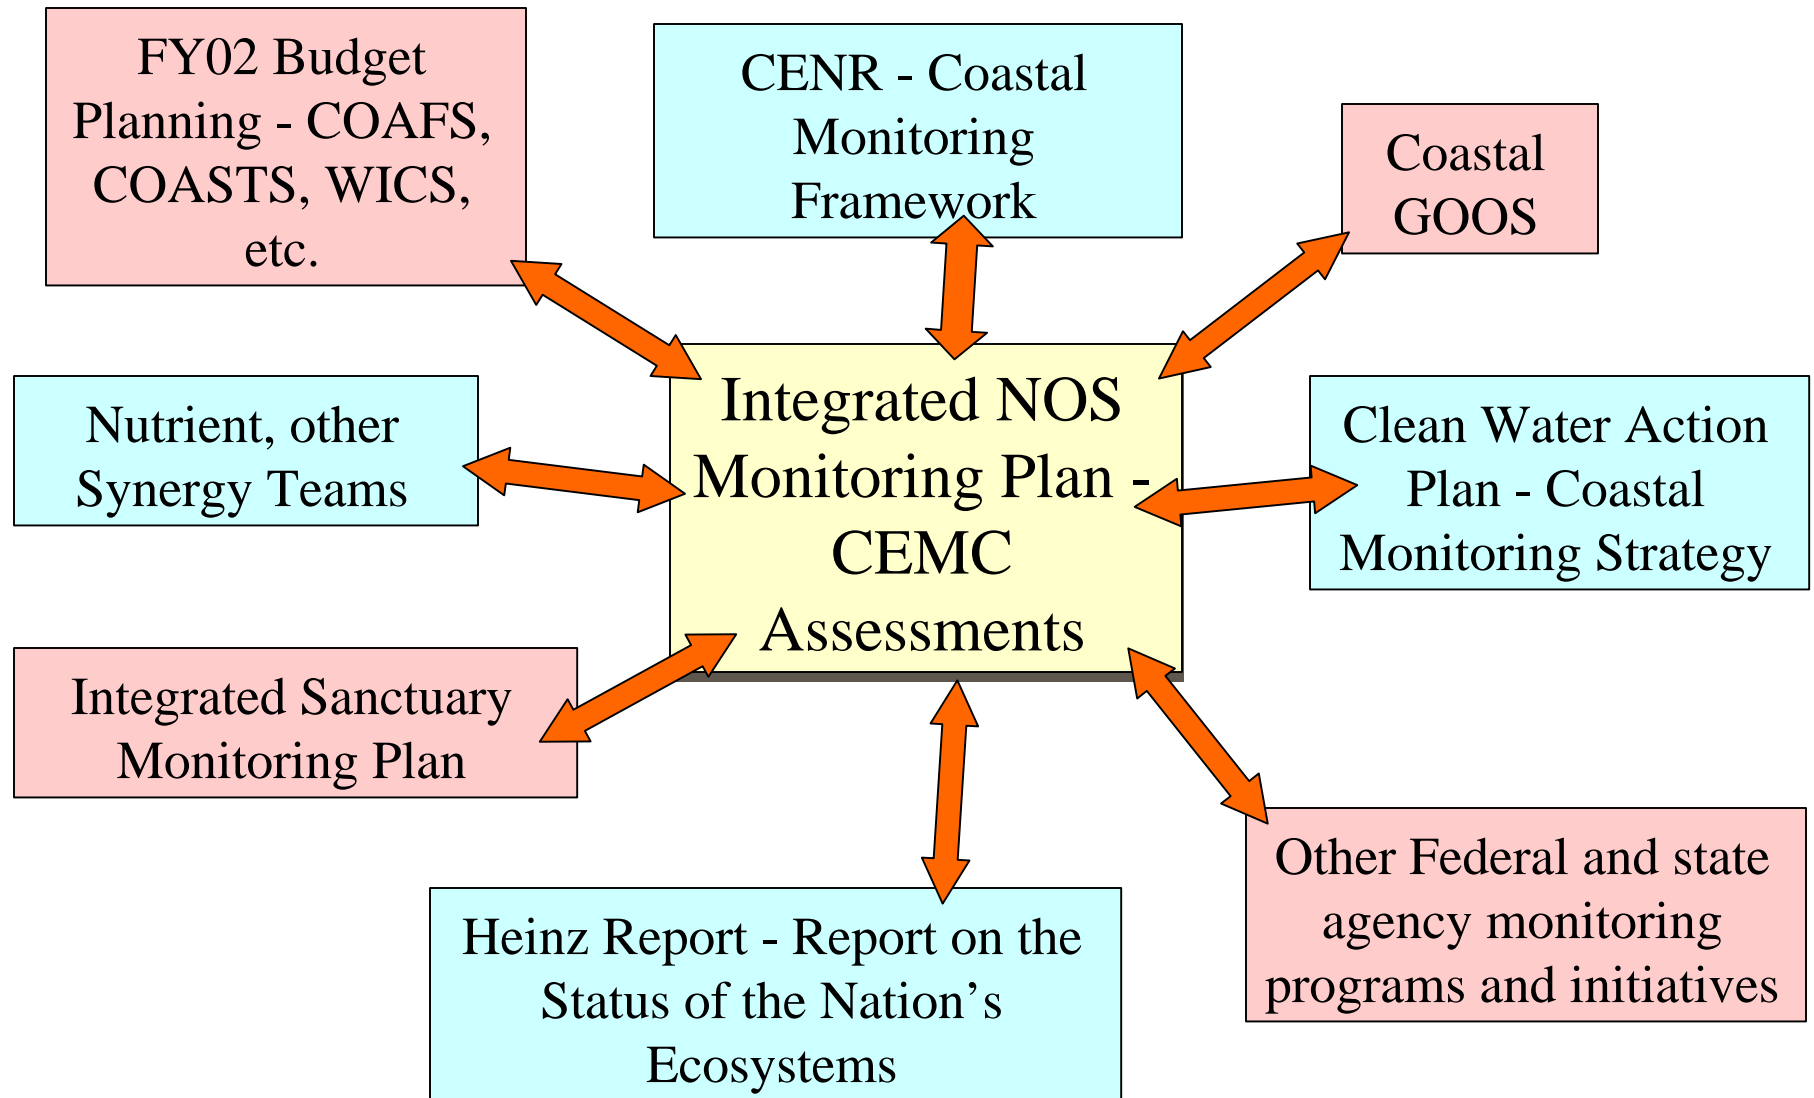 FY02 Budget
Planning - COAFS,
COASTS, WICS,
etc.
CENR - Coastal
Monitoring
Framework
Coastal
GOOS
Nutrient, other
Synergy Teams
Integrated NOS
Monitoring Plan -
CEMC
Assessments
Clean Water Action
Plan - Coastal
Monitoring Strategy
Integrated Sanctuary
Monitoring Plan
Heinz Report - Report on the
Status of the Nation’s
Ecosystems
Other Federal and state
agency monitoring
programs and initiatives